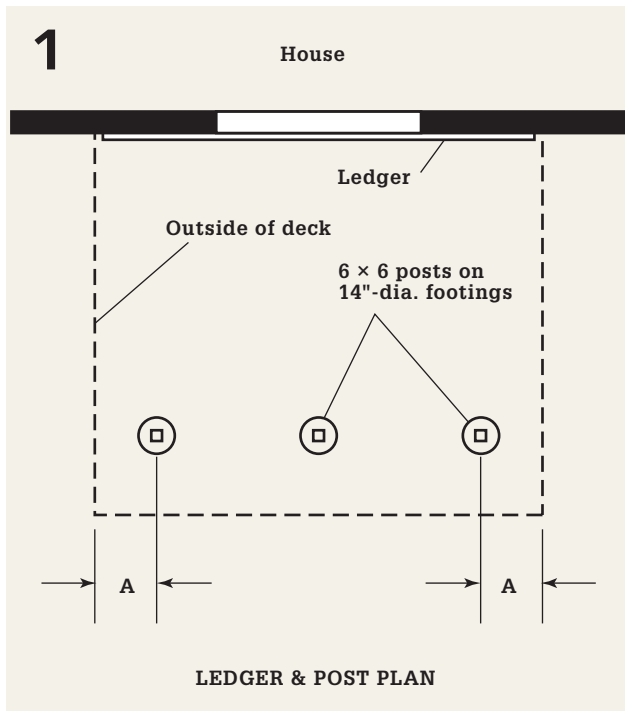 1
House
Ledger
Outside of deck
6 × 6 posts on
14"-dia. footings
A
A
LEDGER & POST PLAN